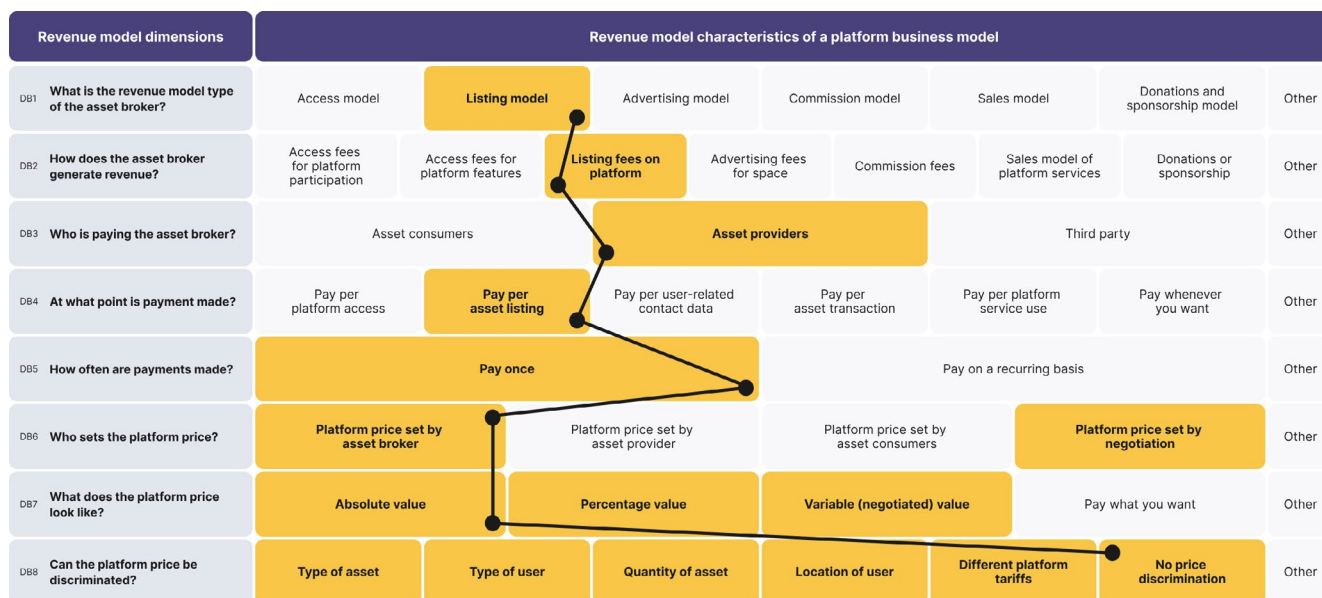 Revenue model dimensions
Revenue model characteristics of a platform business model
DB1
What is the revenue model type
of the asset broker?
Access model
Listing model
Advertising model
Commission model
Sales model
Donations and
sponsorship model
Other
DB2
How does the asset broker
generate revenue?
Access fees
for platform
participation
Access fees for
platform features
Listing fees on
platform
Advertising fees
for space
Commission fees
Sales model of
platform services
Donations or
sponsorship
Other
DB3
Who is paying the asset broker?
Asset consumers
Asset providers
Third party
Other
DB4
At what point is payment made?
Pay per
platform access
Pay per
asset listing
Pay per user-related
contact data
Pay per
asset transaction
Pay per platform
service use
Pay whenever
you want
Other
DB5
How often are payments made?
Pay once
Pay on a recurring basis
Other
DB6
Who sets the platform price?
Platform price set by
asset broker
Platform price set by
asset provider
Platform price set by
asset consumers
Platform price set by
negotiation
Other
DB7
What does the platform price
look like?
Absolute value
Percentage value
Variable (negotiated) value
Pay what you want
Other
DB8
Can the platform price be
discriminated?
Type of asset
Type of user
Quantity of asset
Location of user
Different platform
tariffs
No price
discrimination
Other